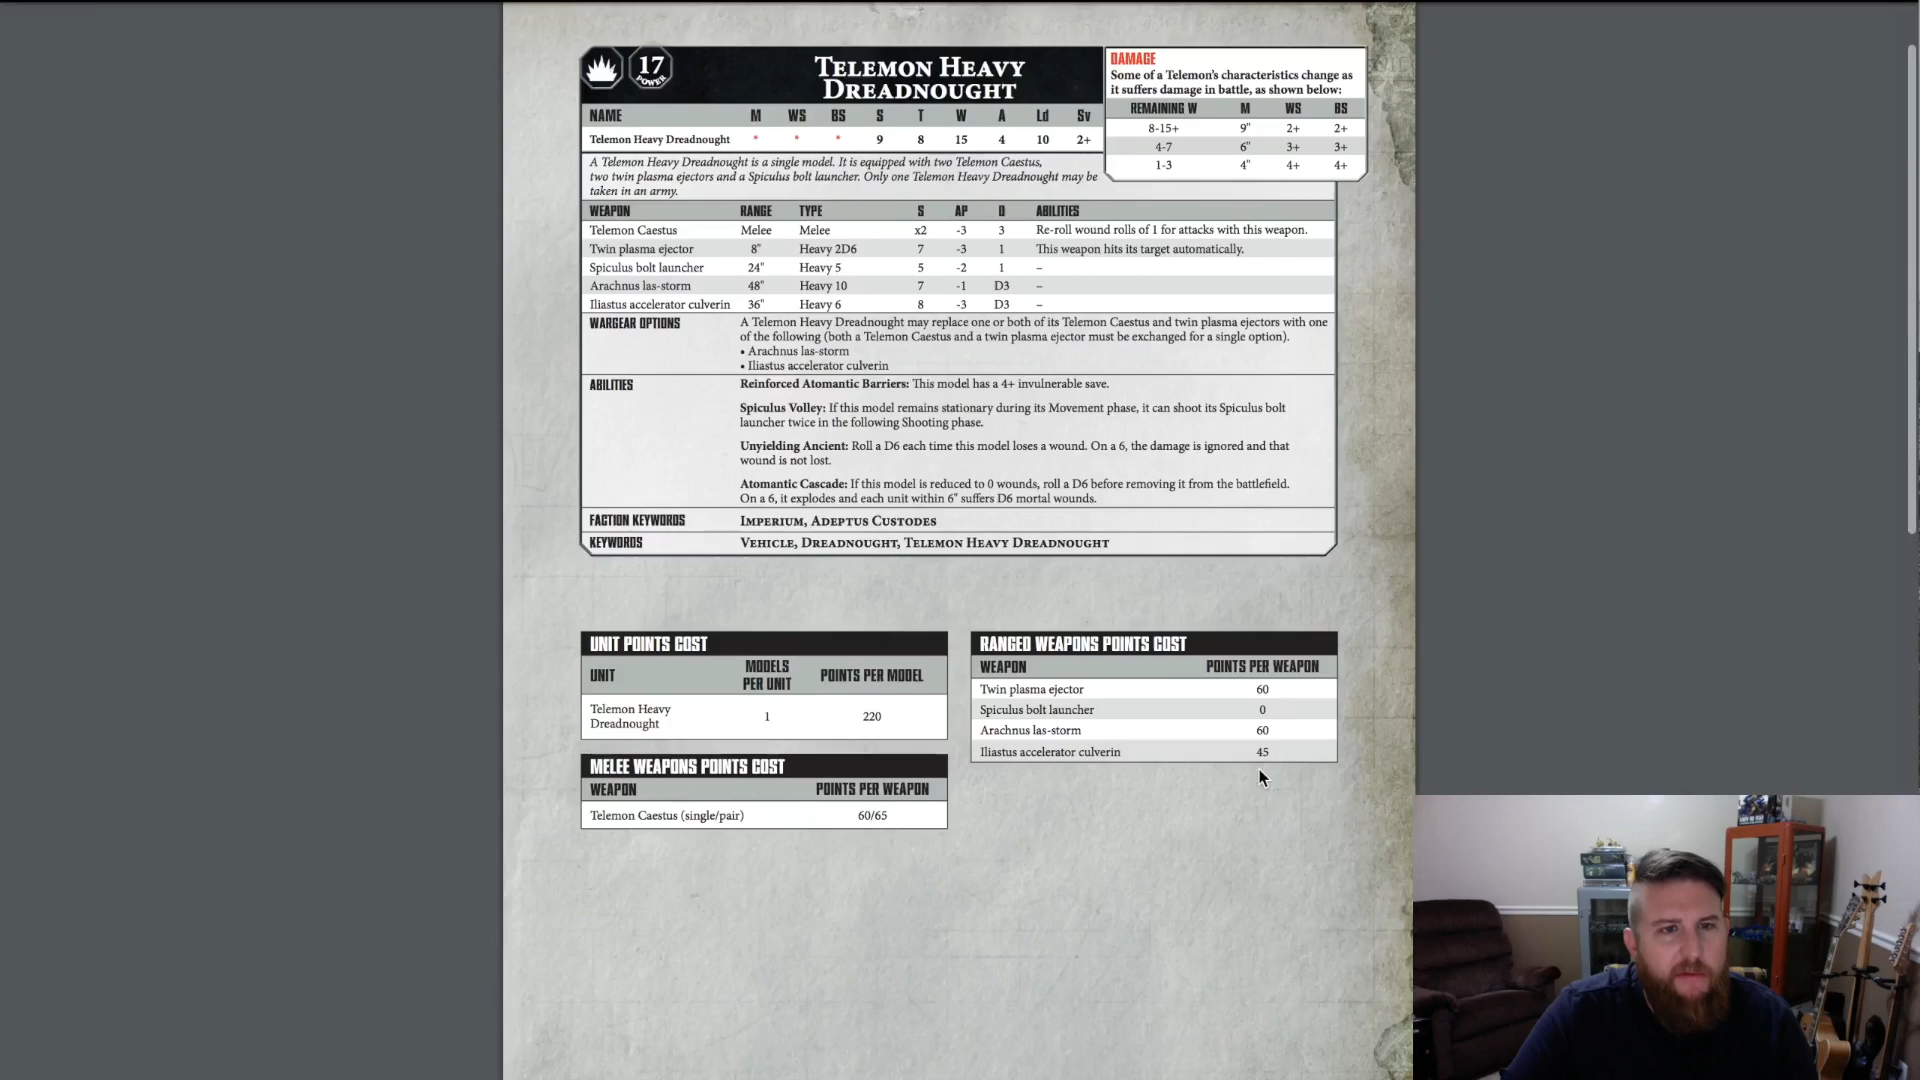 17
POWER
TELEMON HEAVY
DREADNOUGHT
NAME M WS BS S T W A Ld Sv
Telemon Heavy Dreadnought * * * 9 8 15 4 10 2+
DAMAGE
Some of a Telemon's characteristics change as
it suffers damage in battle, as shown below:
REMAINING W M WS BS
8-15+ 9" 2+ 2+
4-7 6" 3+ 3+
1-3 4" 4+ 4+
A Telemon Heavy Dreadnought is a single model. It is equipped with two Telemon Caestus,
two twin plasma ejectors and a Spiculus bolt launcher. Only one Telemon Heavy Dreadnought may be
taken in an army.
WEAPON RANGE TYPE S AP D ABILITIES
Telemon Caestus Melee Melee x2 -3 3 Re-roll wound rolls of 1 for attacks with this weapon.
Twin plasma ejector 8" Heavy 2D6 7 -3 1 This weapon hits its target automatically.
Spiculus bolt launcher 24" Heavy 5 5 -2 1 –
Arachnus las-storm 48" Heavy 10 7 -1 D3 –
Iliastus accelerator culverin 36" Heavy 6 8 -3 D3 –
WARGEAR OPTIONS A Telemon Heavy Dreadnought may replace one or both of its Telemon Caestus and twin plasma ejectors with one
of the following (both a Telemon Caestus and a twin plasma ejector must be exchanged for a single option).
• Arachnus las-storm
• Iliastus accelerator culverin
ABILITIES Reinforced Atomantic Barriers: This model has a 4+ invulnerable save.
Spiculus Volley: If this model remains stationary during its Movement phase, it can shoot its Spiculus bolt
launcher twice in the following Shooting phase.
Unyielding Ancient: Roll a D6 each time this model loses a wound. On a 6, the damage is ignored and that
wound is not lost.
Atomantic Cascade: If this model is reduced to 0 wounds, roll a D6 before removing it from the battlefield.
On a 6, it explodes and each unit within 6" suffers D6 mortal wounds.
FACTION KEYWORDS IMPERIUM, ADEPTUS CUSTODES
KEYWORDS VEHICLE, DREADNOUGHT, TELEMON HEAVY DREADNOUGHT
UNIT POINTS COST
UNIT MODELS PER UNIT POINTS PER MODEL
Telemon Heavy
Dreadnought 1 220
MELEE WEAPONS POINTS COST
WEAPON POINTS PER WEAPON
Telemon Caestus (single/pair) 60/65
RANGED WEAPONS POINTS COST
WEAPON POINTS PER WEAPON
Twin plasma ejector 60
Spiculus bolt launcher 0
Arachnus las-storm 60
Iliastus accelerator culverin 45